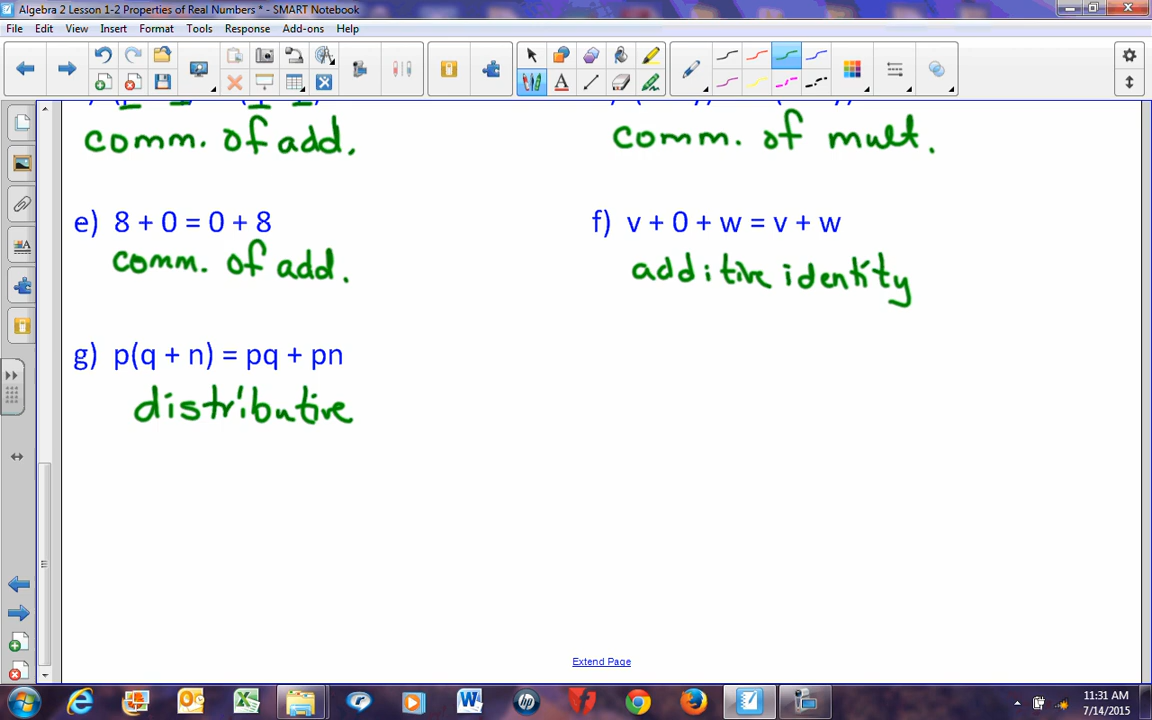 Algebra 2 Lesson 1-2 Properties of Real Numbers * - SMART Notebook
File Edit View Insert Format Tools Response Add-ons Help
comm. of add.
comm. of mult.
e) 8 + 0 = 0 + 8
f) v + 0 + w = v + w
comm. of add.
additive identity
g) p(q + n) = pq + pn
distributive
Extend Page
11:31 AM
7/14/2015